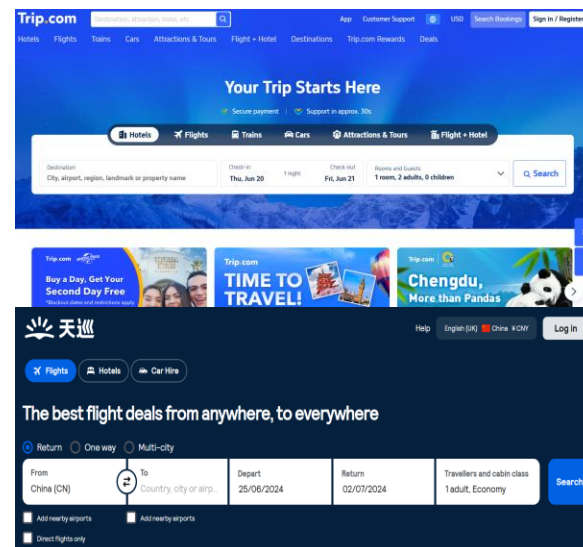 Trip.com Destination, attraction, hotel, etc App Customer Support USD Search Bookings Sign in / Register
Hotels Flights Trains Cars Attractions & Tours Flight + Hotel Destinations Trip.com Rewards Deals
Your Trip Starts Here
Secure payment | Support in approx. 30s
Hotels Flights Trains Cars Attractions & Tours Flight + Hotel
Destination Check-in Check-out Rooms and Guests
City, airport, region, landmark or property name Thu, Jun 20 1 night Fri, Jun 21 1 room, 2 adults, 0 children Search
Trip.com
Buy a Day, Get Your
Second Day Free
*Blockout dates and restrictions apply
Trip.com
TIME TO
TRAVEL!
Trip.com
Chengdu,
More than Pandas
天巡 Help English (UK) China ¥ CNY Log in
Flights Hotels Car Hire
The best flight deals from anywhere, to everywhere
Return One way Multi-city
From To Depart Return Travellers and cabin class
China (CN) Country, city or airp... 25/06/2024 02/07/2024 1 adult, Economy Search
Add nearby airports Add nearby airports
Direct flights only